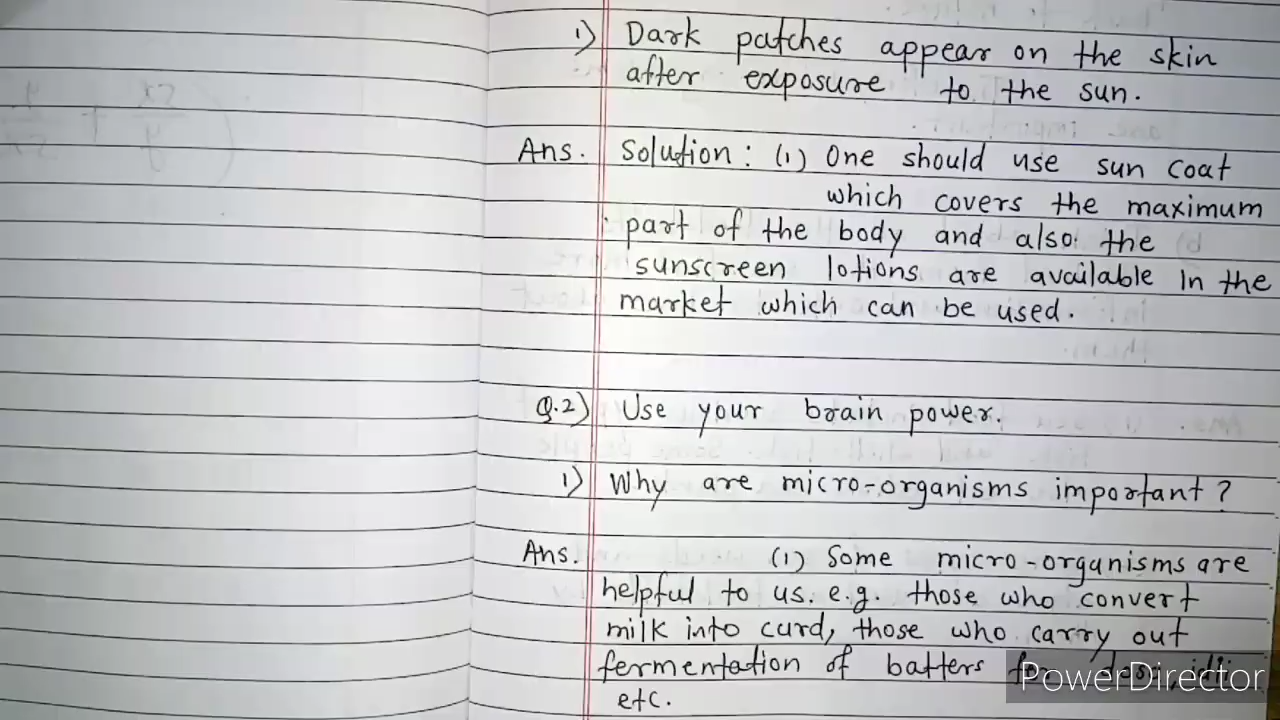 1) Dark patches appear on the skin
after exposure to the sun.
Ans. Solution: (1) One should use sun coat
which covers the maximum
part of the body and also the
sunscreen lotions are available in the
market which can be used.
Q.2) Use your brain power.
1) Why are micro-organisms important?
Ans. (1) Some micro-organisms are
helpful to us. e.g. those who convert
milk into curd, those who carry out
fermentation of batters for idli
etc.
PowerDirector